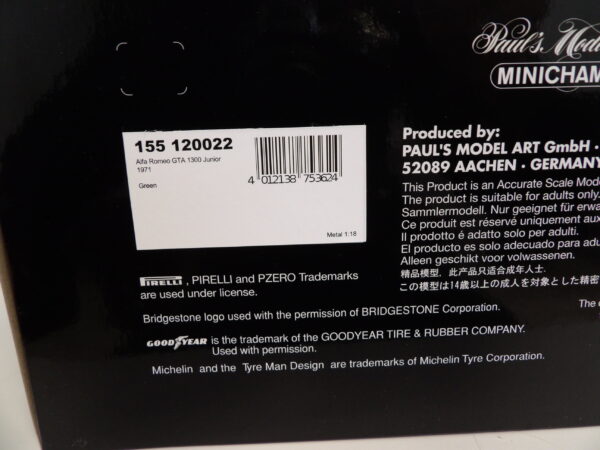 Paul's Mod
MINICHAM
155 120022
Alfa Romeo GTA 1300 Junior
1971
Green
4 012138 753624
Metal 1:18
Produced by:
PAUL'S MODEL ART GmbH ·
52089 AACHEN · GERMANY
This Product is an Accurate Scale Mode
The product is suitable for adults only.
Sammlermodell. Nur geeignet für erwa
Ce produit est réservé uniquement aux
Il prodotto è adatto solo per adulti.
El producto es solo adecuado para adu
Alleen geschikt voor volwassenen.
精品模型, 此产品只适合成年人士.
この模型は14歳以上の成人を対象とした精密
The
PIRELLI, PIRELLI and PZERO Trademarks
are used under license.
Bridgestone logo used with the permission of BRIDGESTONE Corporation.
GOODYEAR is the trademark of the GOODYEAR TIRE & RUBBER COMPANY.
Used with permission.
Michelin and the Tyre Man Design are trademarks of Michelin Tyre Corporation.